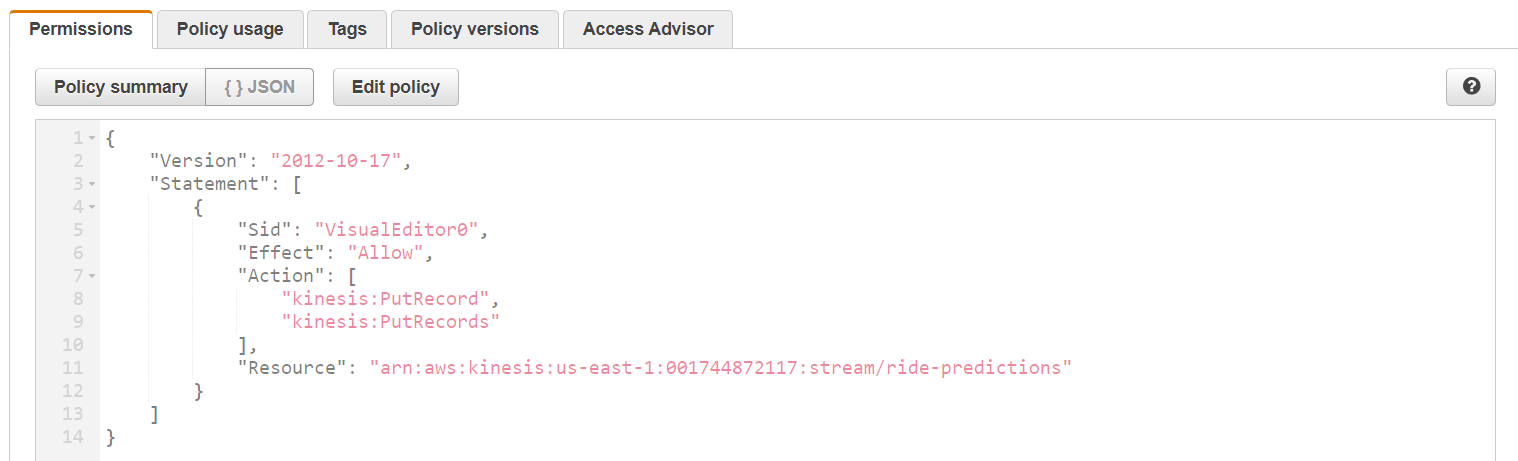 Permissions Policy usage Tags Policy versions Access Advisor
Policy summary { } JSON Edit policy ?
1 {
2     "Version": "2012-10-17",
3     "Statement": [
4         {
5             "Sid": "VisualEditor0",
6             "Effect": "Allow",
7             "Action": [
8                 "kinesis:PutRecord",
9                 "kinesis:PutRecords"
10             ],
11             "Resource": "arn:aws:kinesis:us-east-1:001744872117:stream/ride-predictions"
12         }
13     ]
14 }